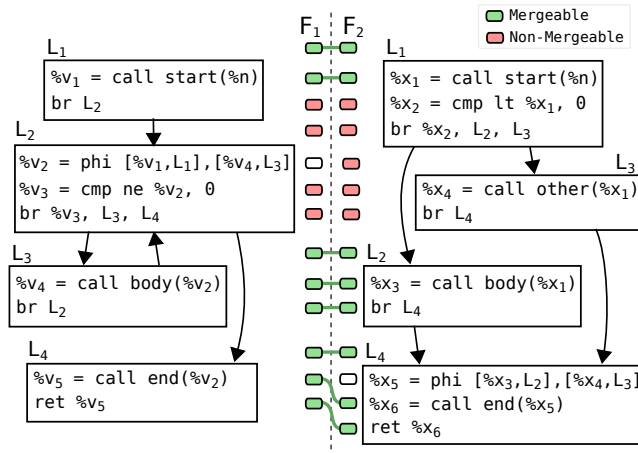 F₁ F₂
Mergeable
Non-Mergeable
L₁
%v₁ = call start(%n)
br L₂
L₂
%v₂ = phi [%v₁,L₁],[%v₄,L₃]
%v₃ = cmp ne %v₂, 0
br %v₃, L₃, L₄
L₃
%v₄ = call body(%v₂)
br L₂
L₄
%v₅ = call end(%v₂)
ret %v₅
L₁
%x₁ = call start(%n)
%x₂ = cmp lt %x₁, 0
br %x₂, L₂, L₃
L₃
%x₄ = call other(%x₁)
br L₄
L₂
%x₃ = call body(%x₁)
br L₄
L₄
%x₅ = phi [%x₃,L₂],[%x₄,L₃]
%x₆ = call end(%x₅)
ret %x₆